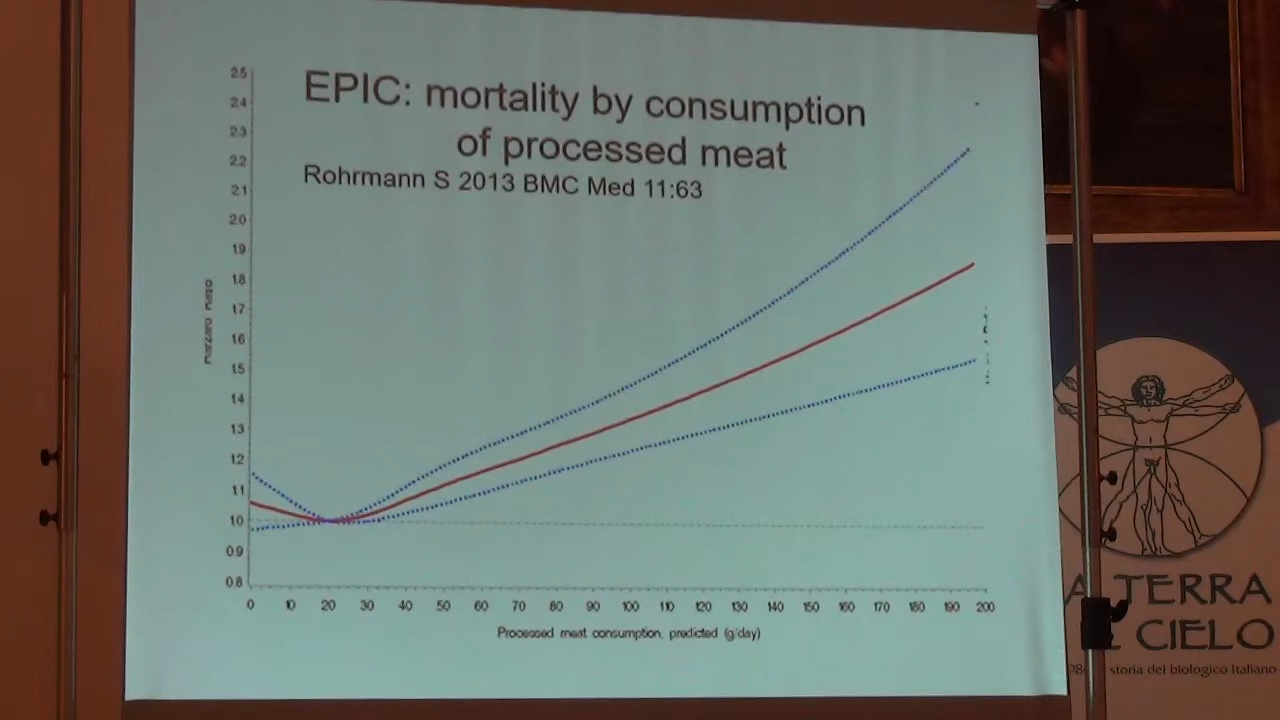 EPIC: mortality by consumption
of processed meat
Rohrmann S 2013 BMC Med 11:63
2.5
2.4
2.3
2.2
2.1
2.0
1.9
1.8
1.7
1.6
1.5
1.4
1.3
1.2
1.1
1.0
0.9
0.8
0 10 20 30 40 50 60 70 80 90 100 110 120 130 140 150 160 170 180 190 200
Processed meat consumption, predicted (g/day)
TERRA
CIELO
storia del biologico italiano